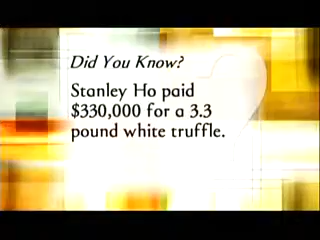 Did You Know?
Stanley Ho paid
$330,000 for a 3.3
pound white truffle.